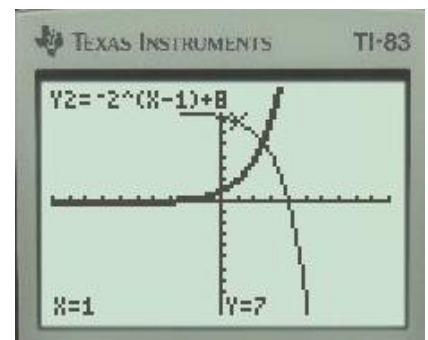 TEXAS INSTRUMENTS TI-83
Y2=-2^(X-1)+8
X=1 Y=7